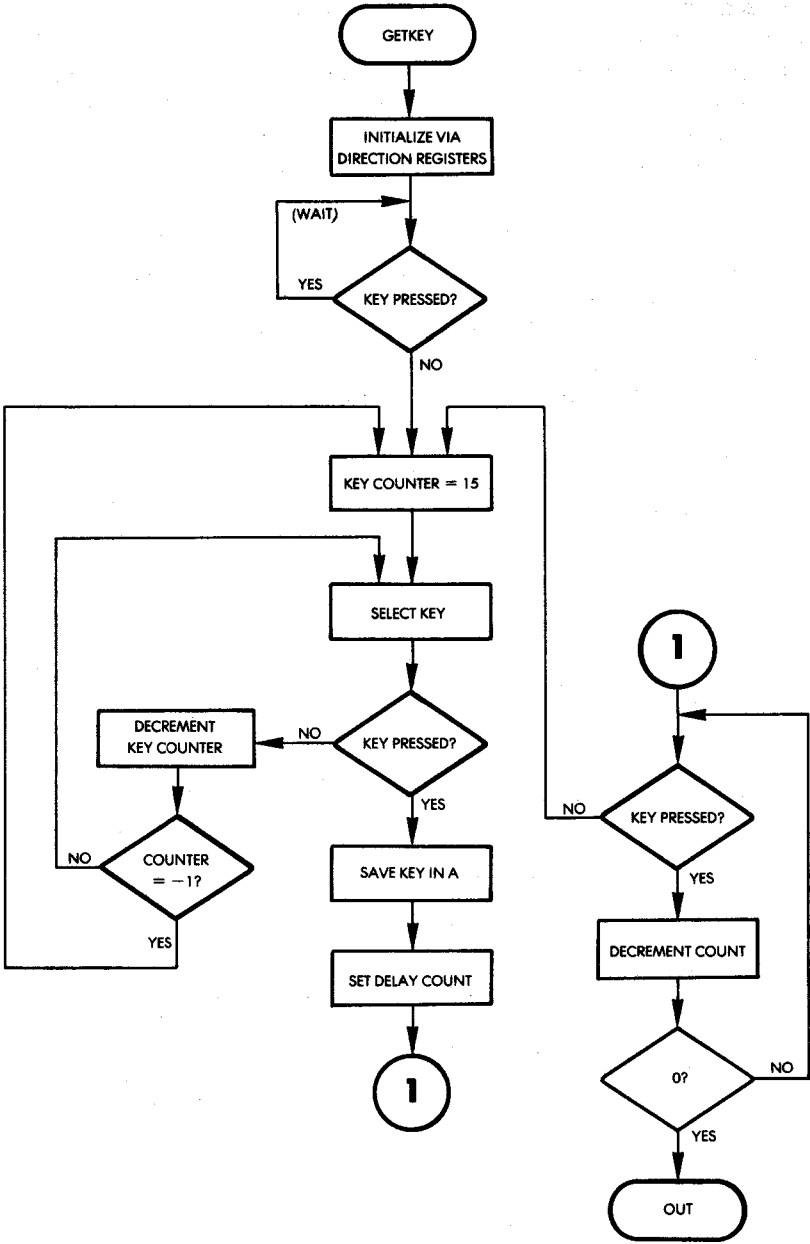 GETKEY
INITIALIZE VIA
DIRECTION REGISTERS
(WAIT)
YES
KEY PRESSED?
NO
KEY COUNTER = 15
SELECT KEY
DECREMENT
KEY COUNTER
NO
KEY PRESSED?
YES
NO
COUNTER
= −1?
YES
SAVE KEY IN A
SET DELAY COUNT
1
1
NO
KEY PRESSED?
YES
DECREMENT COUNT
0?
NO
YES
OUT